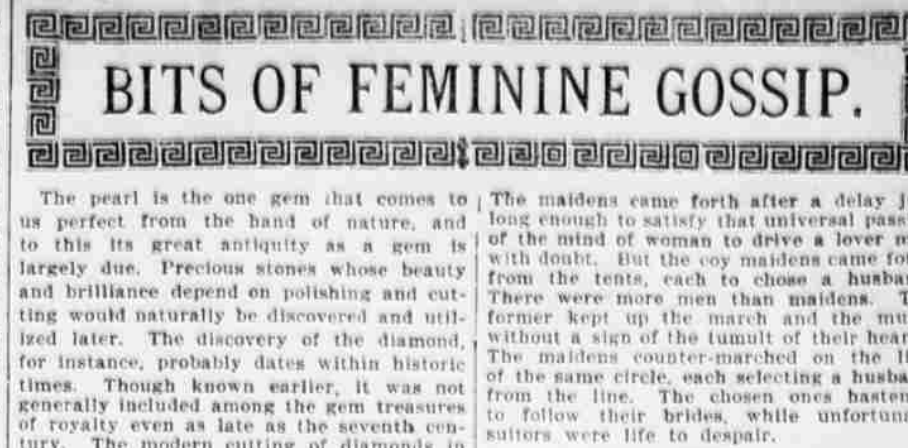 BITS OF FEMININE GOSSIP.
The pearl is the one gem that comes to
us perfect from the hand of nature, and
to this its great antiquity as a gem is
largely due. Precious stones whose beauty
and brilliance depend on polishing and cut-
ting would naturally be discovered and util-
ized later. The discovery of the diamond,
for instance, probably dates within historic
times. Though known earlier, it was not
generally included among the gem treasures
of royalty even as late as the seventh cen-
tury. The modern cutting of diamonds in
The maidens came forth after a delay j
long enough to satisfy that universal pass
of the mind of woman to drive a lover m
with doubt. But the coy maidens came fo
from the tents, each to chose a husba
There were more men than maidens. T
former kept up the march and the mu
without a sign of the tumult of their hear
The maidens counter-marched on the li
of the same circle, each selecting a husba
from the line. The chosen ones hasten
to follow their brides, while unfortuna
suitors were life to despair.